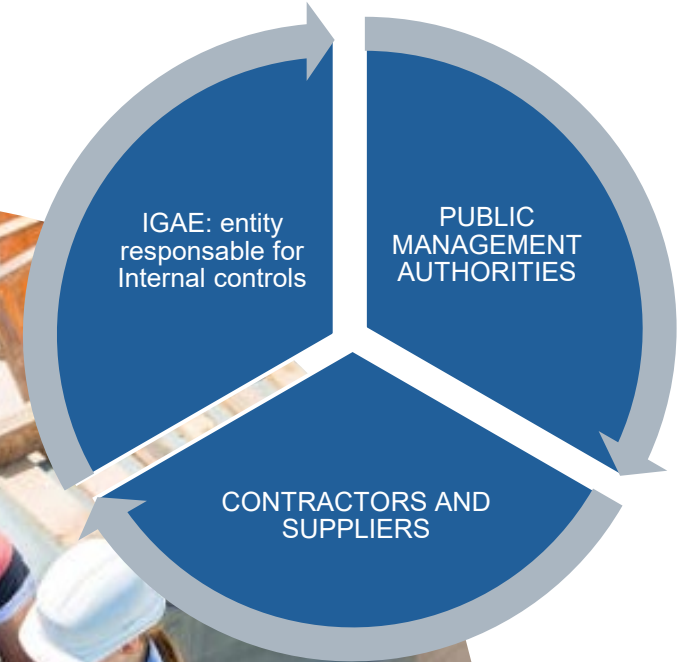 IGAE: entity
responsable for
Internal controls
PUBLIC
MANAGEMENT
AUTHORITIES
CONTRACTORS AND
SUPPLIERS